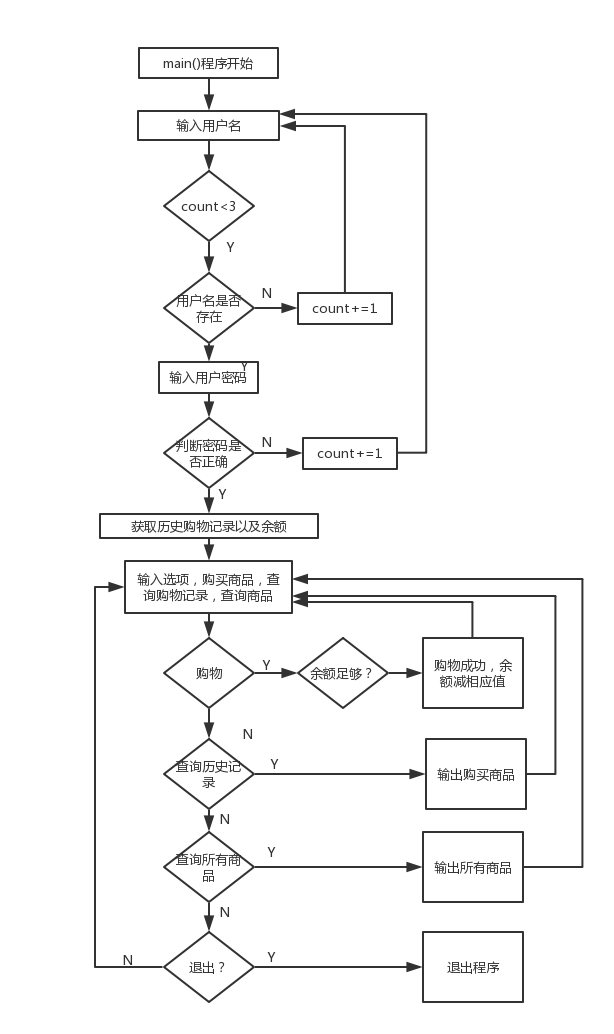 main()程序开始
输入用户名
count<3
Y
用户名是否
存在
N
count+=1
Y
输入用户密码
判断密码是
否正确
N
count+=1
Y
获取历史购物记录以及余额
输入选项，购买商品，查
询购物记录，查询商品
购物
Y
余额足够？
购物成功，余
额减相应值
N
查询历史记
录
Y
输出购买商品
N
查询所有商
品
Y
输出所有商品
N
退出？
N
Y
退出程序